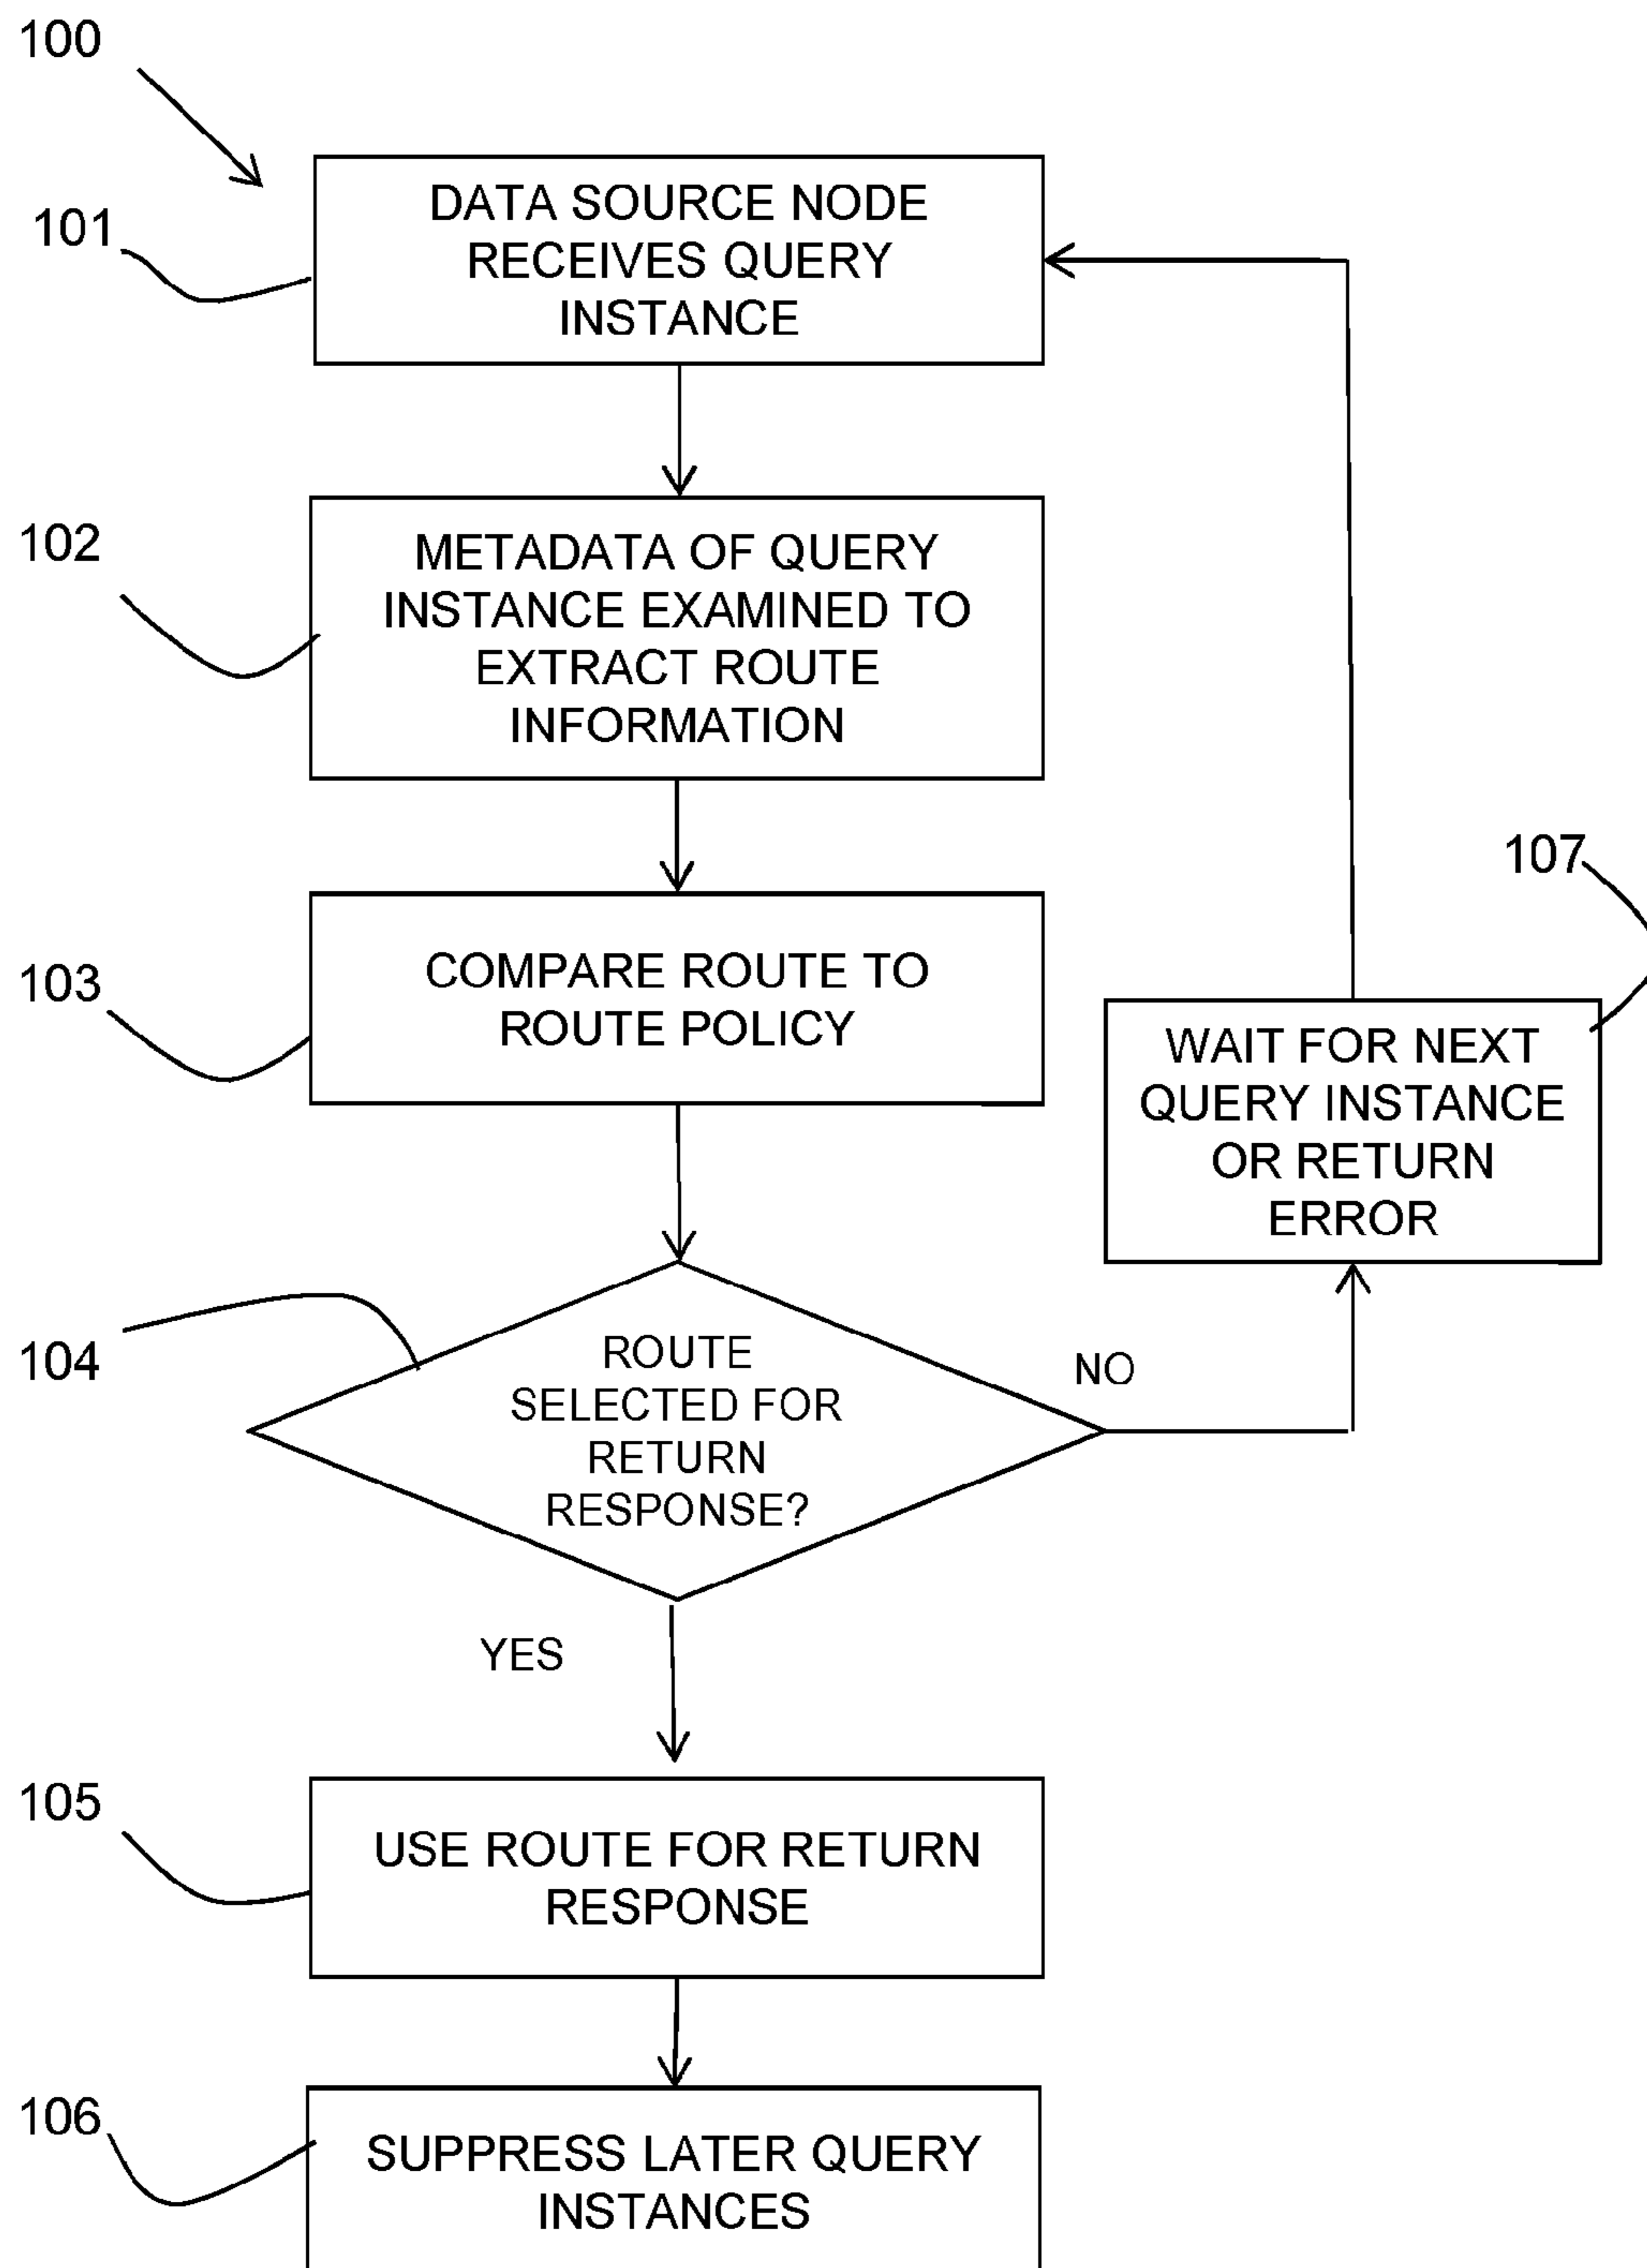 100
101
DATA SOURCE NODE
RECEIVES QUERY
INSTANCE
102
METADATA OF QUERY
INSTANCE EXAMINED TO
EXTRACT ROUTE
INFORMATION
103
COMPARE ROUTE TO
ROUTE POLICY
107
WAIT FOR NEXT
QUERY INSTANCE
OR RETURN
ERROR
104
ROUTE
SELECTED FOR
RETURN
RESPONSE?
NO
YES
105
USE ROUTE FOR RETURN
RESPONSE
106
SUPPRESS LATER QUERY
INSTANCES